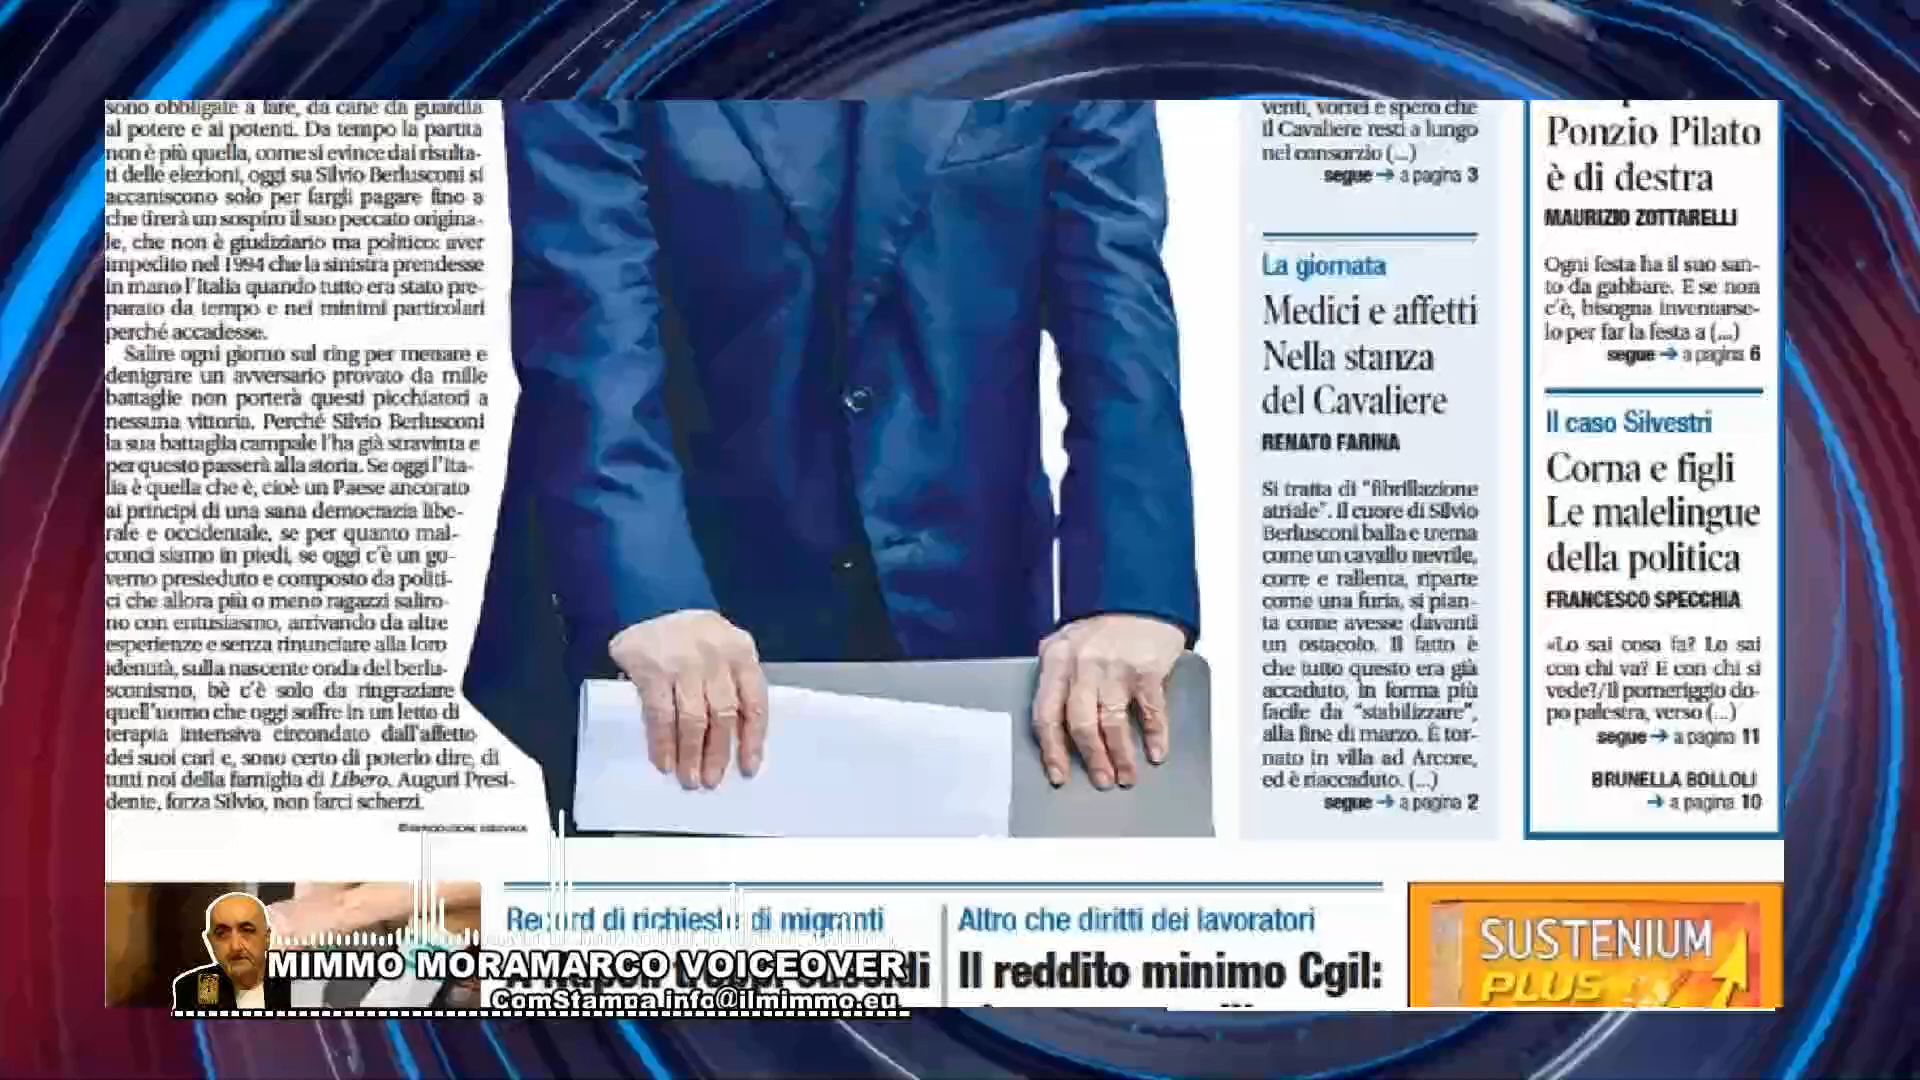 sono obbligate a fare, da cane da guardia
al potere e ai potenti. Da tempo la partita
non è più quella, come si evince dai risulta-
ti delle elezioni, oggi su Silvio Berlusconi si
accaniscono solo per fargli pagare fino a
che tirerà un sospiro il suo peccato origina-
le, che non è giudiziario ma politico: aver
impedito nel 1994 che la sinistra prendesse
in mano l'Italia quando tutto era stato pre-
parato da tempo e nei minimi particolari
perché accadesse.
Salire ogni giorno sul ring per menare e
denigrare un avversario provato da mille
battaglie non porterà questi picchiatori a
nessuna vittoria. Perché Silvio Berlusconi
la sua battaglia campale l'ha già stravinta e
per questo passerà alla storia. Se oggi l'Ita-
lia è quella che è, cioè un Paese ancorato
ai principi di una sana democrazia libe-
rale e occidentale, se per quanto mal-
conci siamo in piedi, se oggi c'è un go-
verno presieduto e composto da politi-
ci che allora più o meno ragazzi saliro-
no con entusiasmo, arrivando da altre
esperienze e senza rinunciare alla loro
identità, sulla nascente onda del berlu-
sconismo, bè c'è solo da ringraziare
quell'uomo che oggi soffre in un letto di
terapia intensiva circondato dall'affetto
dei suoi cari e, sono certo di poterlo dire, di
tutti noi della famiglia di Libero. Auguri Presi-
dente, forza Silvio, non farci scherzi.
©RIPRODUZIONE RISERVATA
venti, vorrei e spero che
il Cavaliere resti a lungo
nel consorzio (...)
segue → a pagina 3
La giornata
Medici e affetti
Nella stanza
del Cavaliere
RENATO FARINA
Si tratta di "fibrillazione
atriale". Il cuore di Silvio
Berlusconi balla e trema
come un cavallo nevrile,
corre e rallenta, riparte
come una furia, si pian-
ta come avesse davanti
un ostacolo. Il fatto è
che tutto questo era già
accaduto, in forma più
facile da "stabilizzare",
alla fine di marzo. È tor-
nato in villa ad Arcore,
ed è riaccaduto. (...)
segue → a pagina 2
Ponzio Pilato
è di destra
MAURIZIO ZOTTARELLI
Ogni festa ha il suo san-
to da gabbare. E se non
c'è, bisogna inventarse-
lo per far la festa a (...)
segue → a pagina 6
Il caso Silvestri
Corna e figli
Le malelingue
della politica
FRANCESCO SPECCHIA
«Lo sai cosa fa? Lo sai
con chi va? E con chi si
vede?/Il pomeriggio do-
po palestra, verso (...)
segue → a pagina 11
BRUNELLA BOLLOLI
→ a pagina 10
Record di richieste di migranti
Altro che diritti dei lavoratori
Il reddito minimo Cgil:
SUSTENIUM
PLUS
MIMMO MORAMARCO VOICEOVER
ComStampa info@ilmimmo.eu